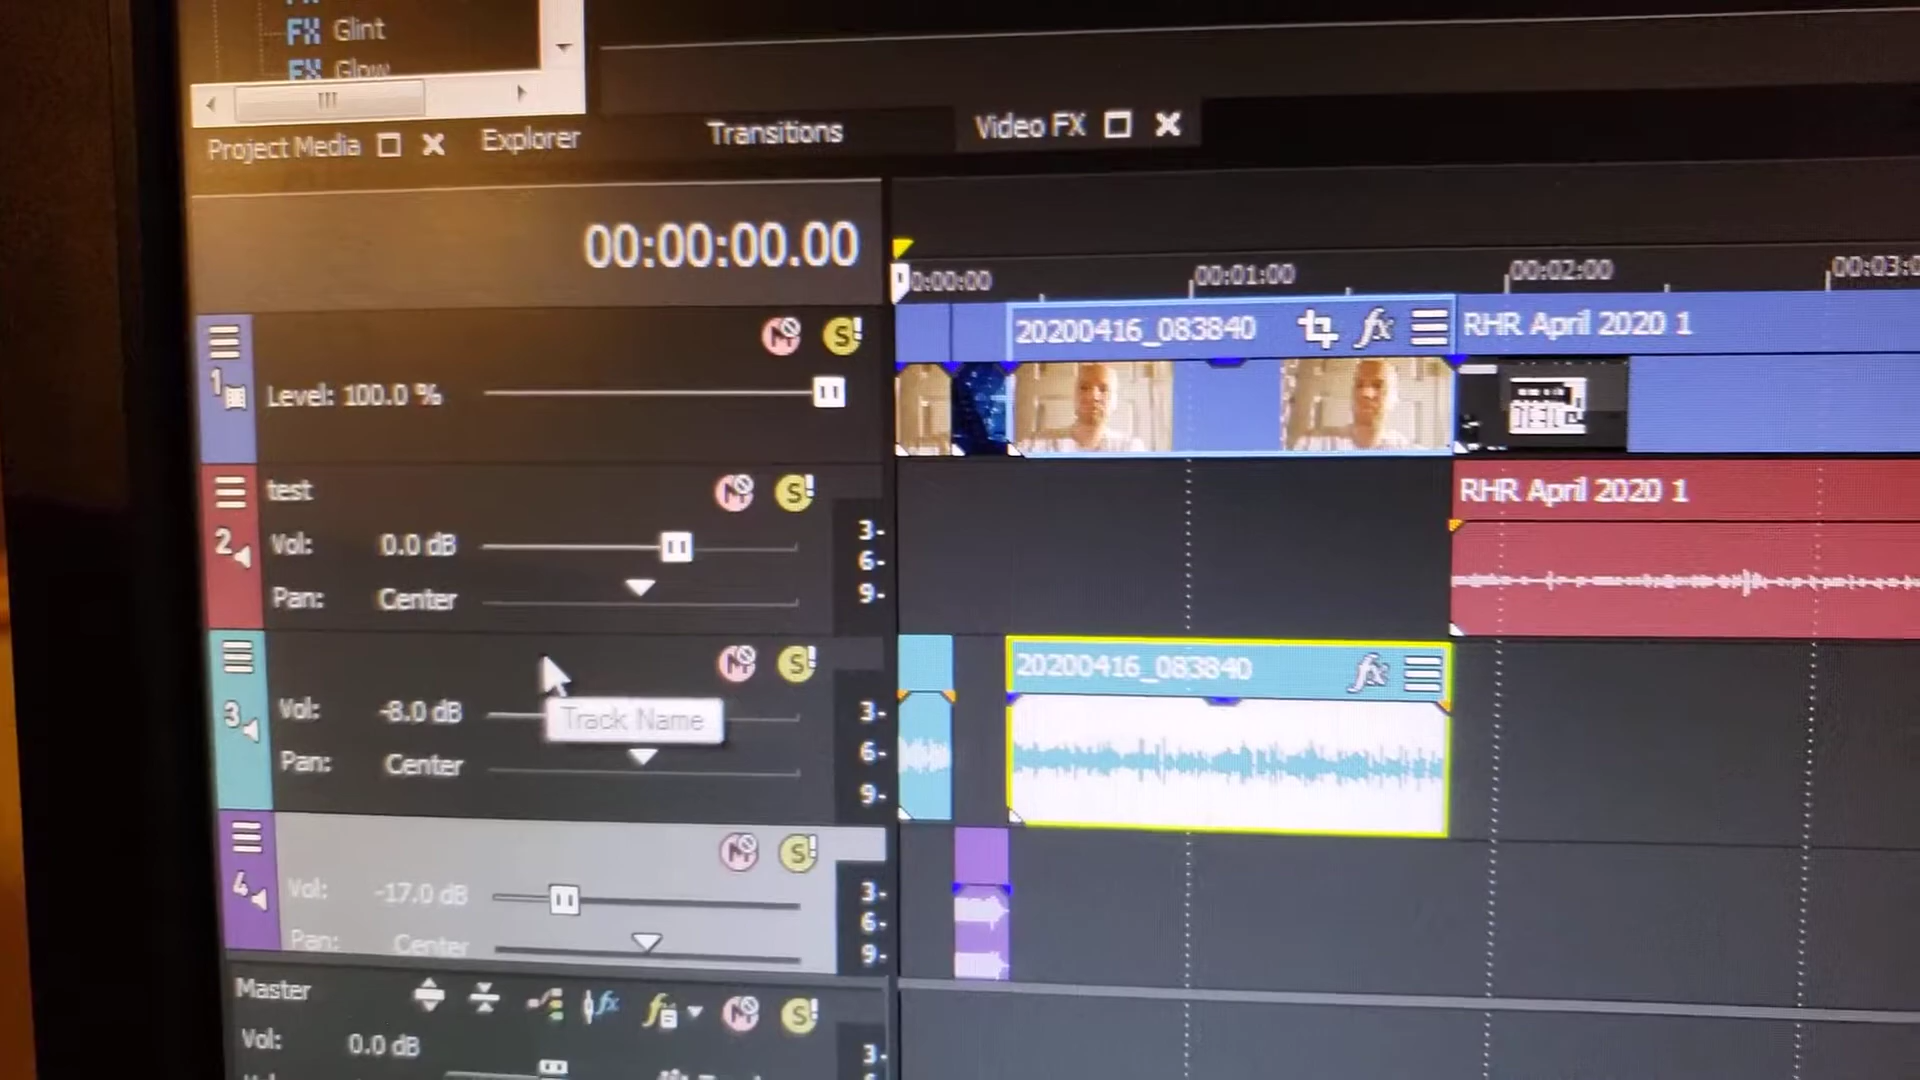 FX Glint
FX Glow
Project Media Explorer Transitions Video FX
00:00:00.00
0:00:00 00:01:00 00:02:00 00:03:0
1 Level: 100.0 %
M S!
20200416_083840 fx RHR April 2020 1
test
M S!
2 Vol: 0.0 dB
Pan: Center
3-
6-
9-
RHR April 2020 1
M S!
3 Vol: -8.0 dB
Track Name
Pan: Center
3-
6-
9-
20200416_083840 fx
M S!
4 Vol: -17.0 dB
Pan: Center
3-
6-
9-
Master
fx
M S!
Vol: 0.0 dB
3-